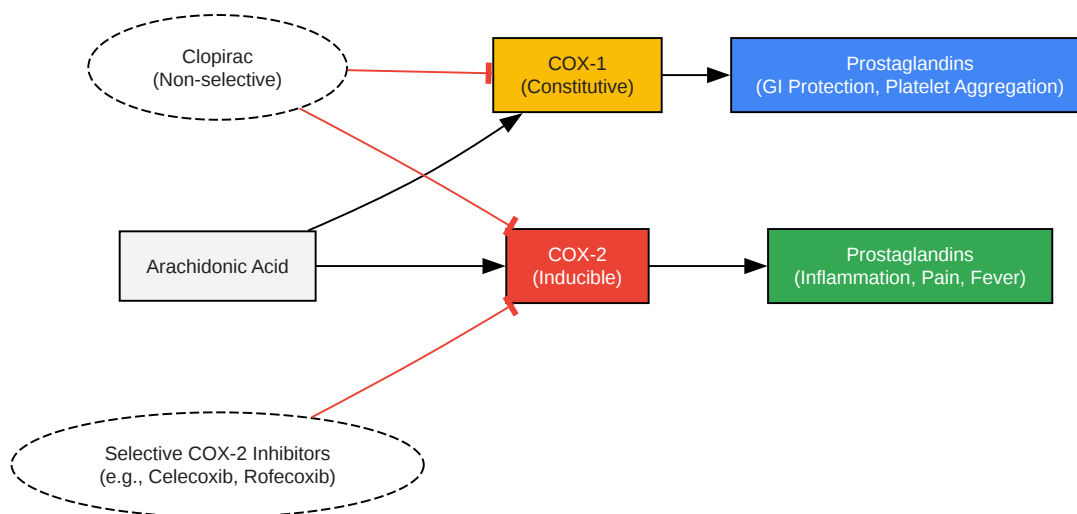 Clopirac
(Non-selective)
COX-1
(Constitutive)
Prostaglandins
(GI Protection, Platelet Aggregation)
Arachidonic Acid
COX-2
(Inducible)
Prostaglandins
(Inflammation, Pain, Fever)
Selective COX-2 Inhibitors
(e.g., Celecoxib, Rofecoxib)